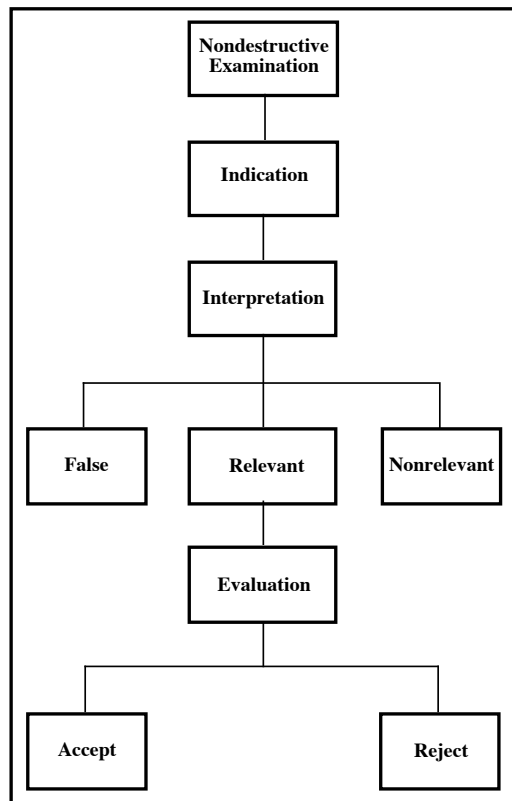 Nondestructive
Examination
Indication
Interpretation
False
Relevant
Nonrelevant
Evaluation
Accept
Reject